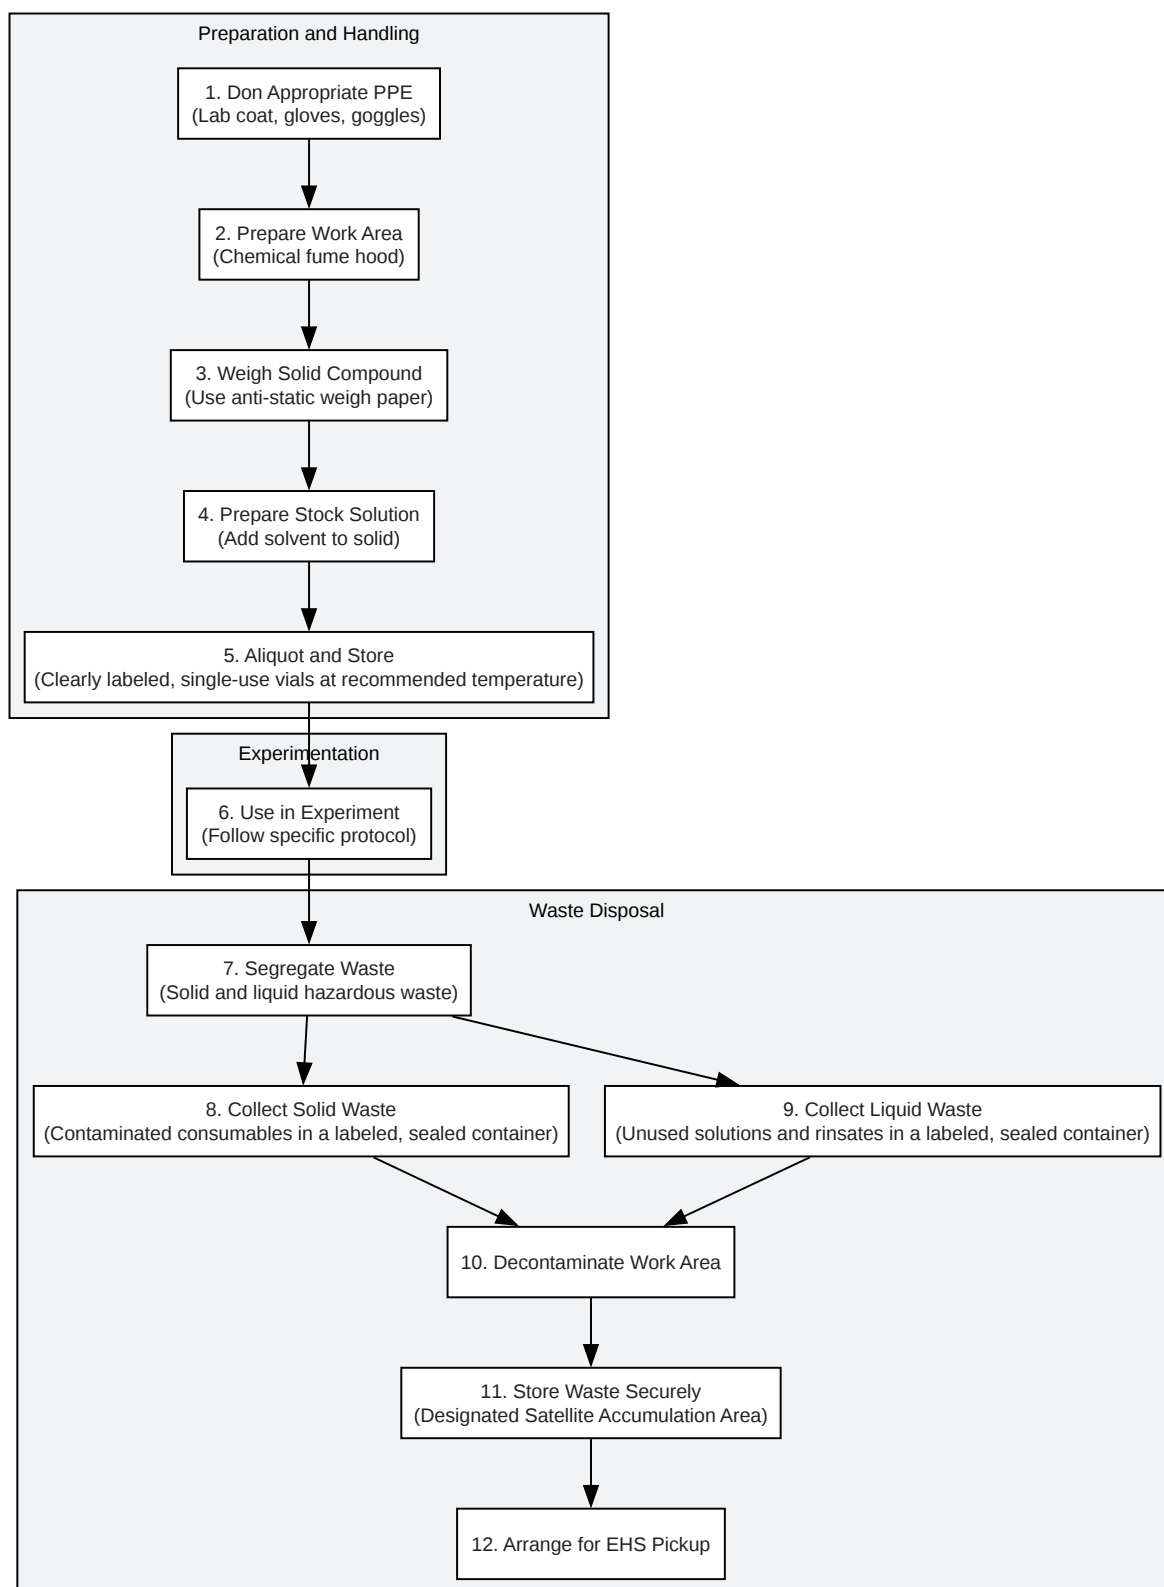 Preparation and Handling
1. Don Appropriate PPE
(Lab coat, gloves, goggles)
2. Prepare Work Area
(Chemical fume hood)
3. Weigh Solid Compound
(Use anti-static weigh paper)
4. Prepare Stock Solution
(Add solvent to solid)
5. Aliquot and Store
(Clearly labeled, single-use vials at recommended temperature)
Experimentation
6. Use in Experiment
(Follow specific protocol)
Waste Disposal
7. Segregate Waste
(Solid and liquid hazardous waste)
8. Collect Solid Waste
(Contaminated consumables in a labeled, sealed container)
9. Collect Liquid Waste
(Unused solutions and rinsates in a labeled, sealed container)
10. Decontaminate Work Area
11. Store Waste Securely
(Designated Satellite Accumulation Area)
12. Arrange for EHS Pickup